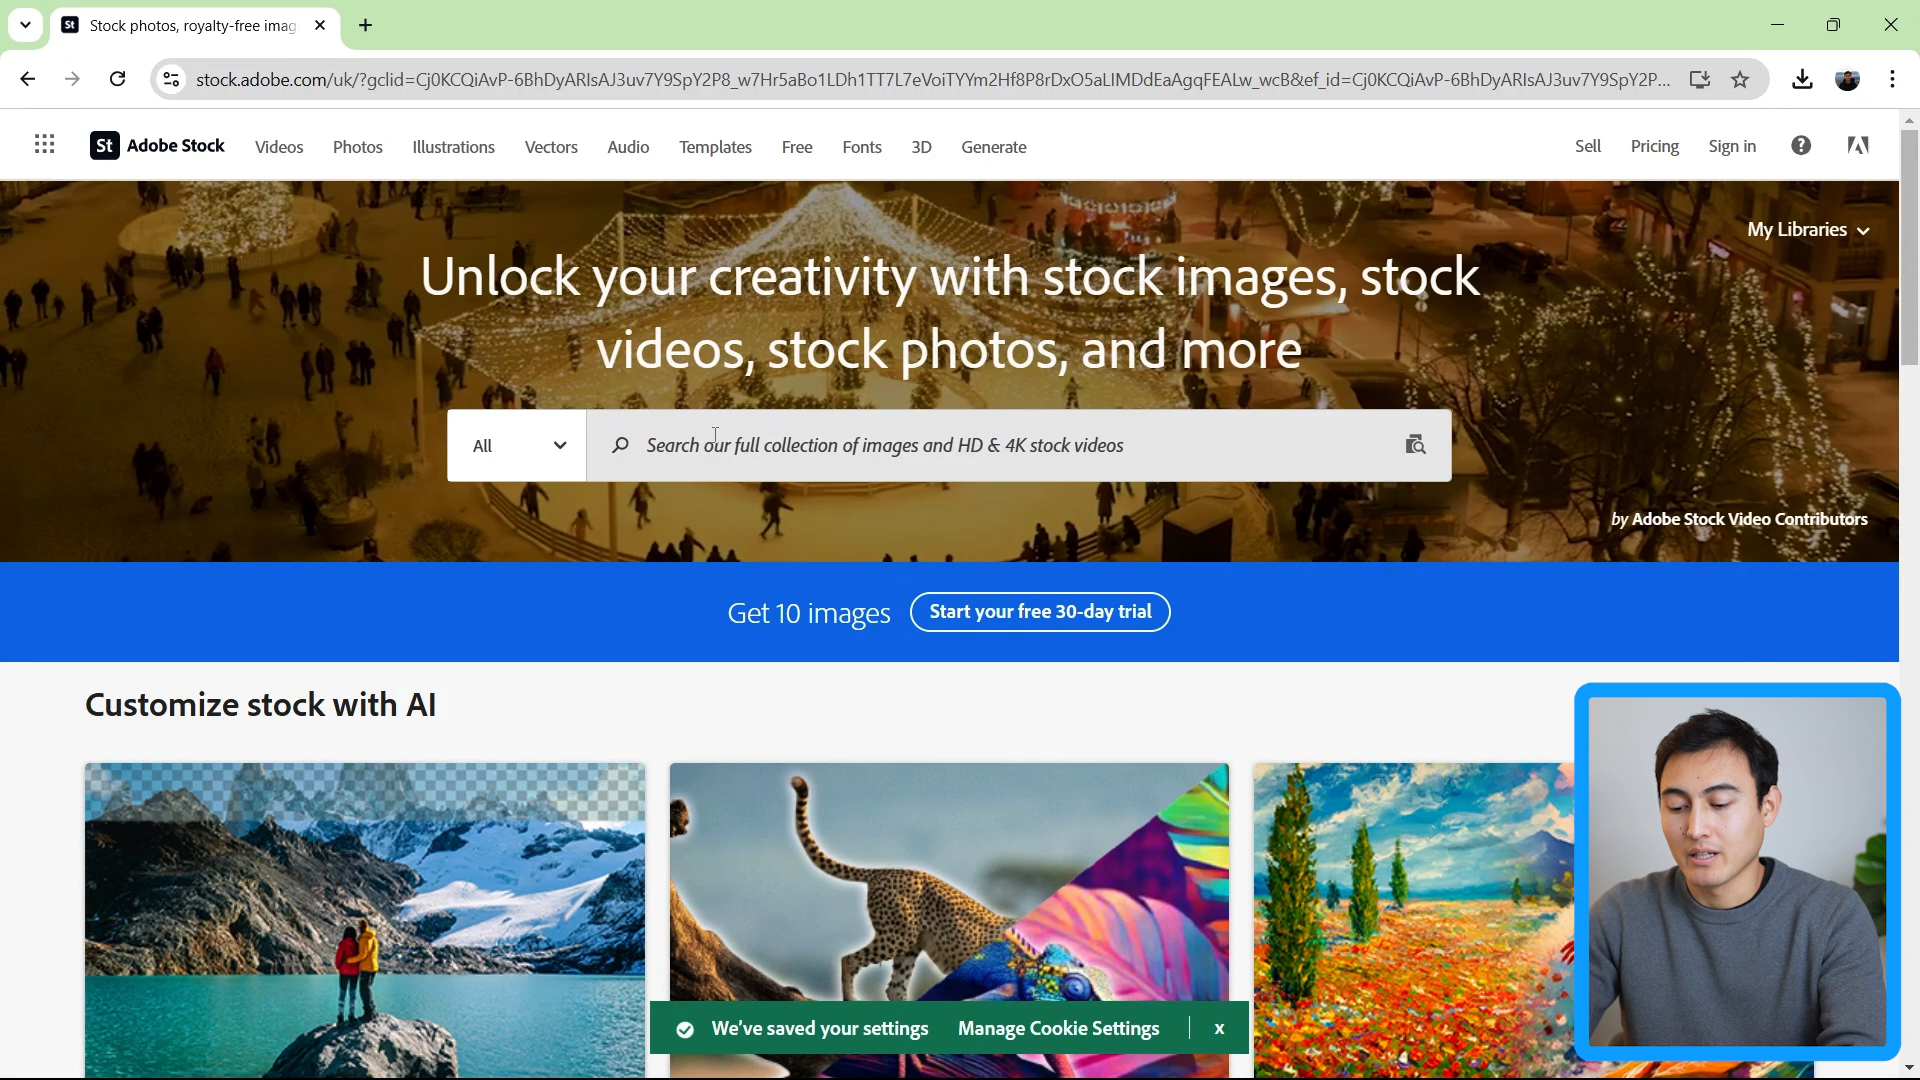 St Stock photos, royalty-free imag
stock.adobe.com/uk/?gclid=Cj0KCQiAvP-6BhDyARIsAJ3uv7Y9SpY2P8_w7Hr5aBo1LDh1TT7L7eVoiTYYm2Hf8P8rDxO5aLIMDdEaAgqFEALw_wcB&ef_id=Cj0KCQiAvP-6BhDyARIsAJ3uv7Y9SpY2P...
St Adobe Stock Videos Photos Illustrations Vectors Audio Templates Free Fonts 3D Generate Sell Pricing Sign in
My Libraries
Unlock your creativity with stock images, stock
videos, stock photos, and more
All Search our full collection of images and HD & 4K stock videos
by Adobe Stock Video Contributors
Get 10 images Start your free 30-day trial
Customize stock with AI
We've saved your settings Manage Cookie Settings x